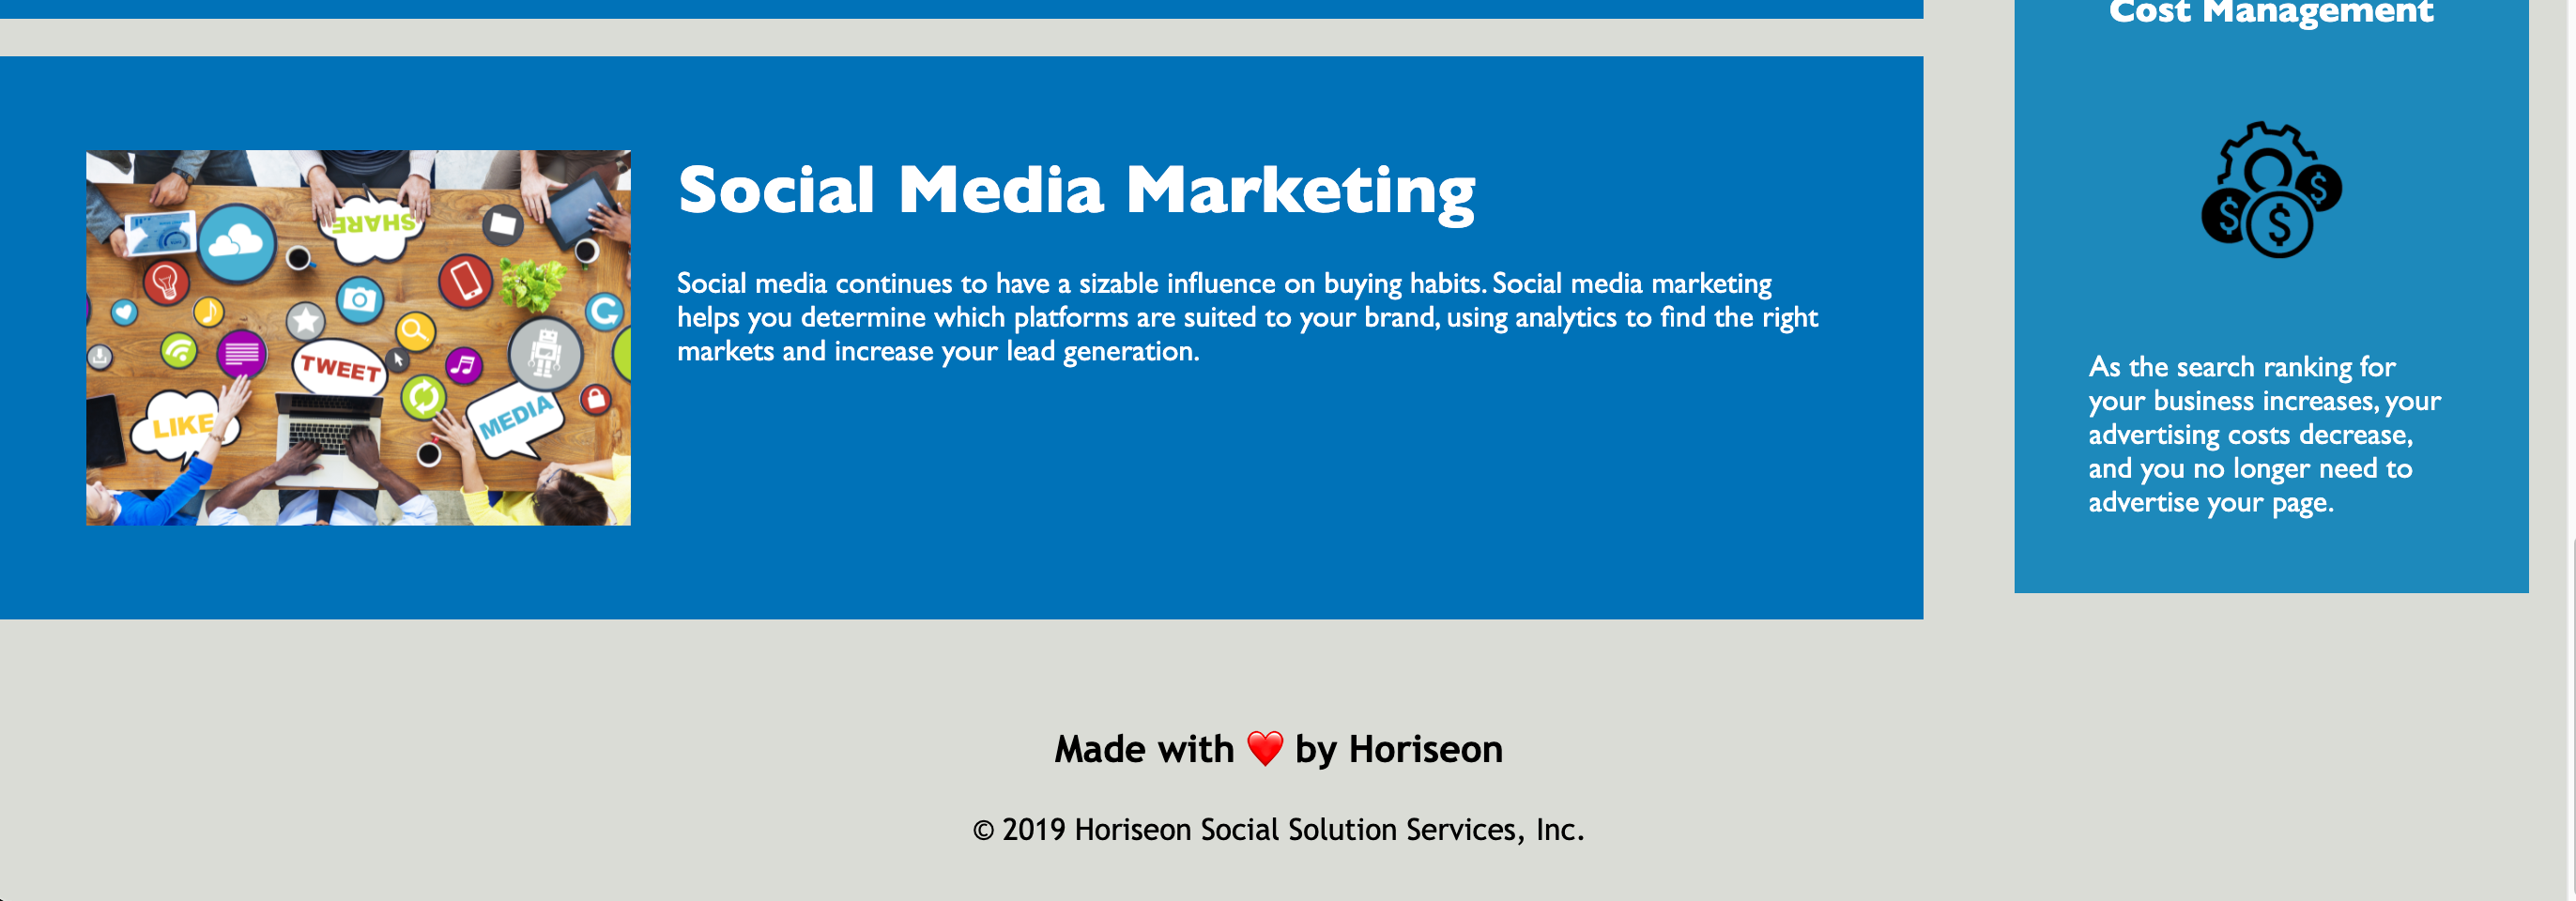 Cost Management
Social Media Marketing
Social media continues to have a sizable influence on buying habits. Social media marketing
helps you determine which platforms are suited to your brand, using analytics to find the right
markets and increase your lead generation.
SHARE
TWEET
LIKE
MEDIA
$
$
$
As the search ranking for
your business increases, your
advertising costs decrease,
and you no longer need to
advertise your page.
Made with ❤️ by Horiseon
© 2019 Horiseon Social Solution Services, Inc.